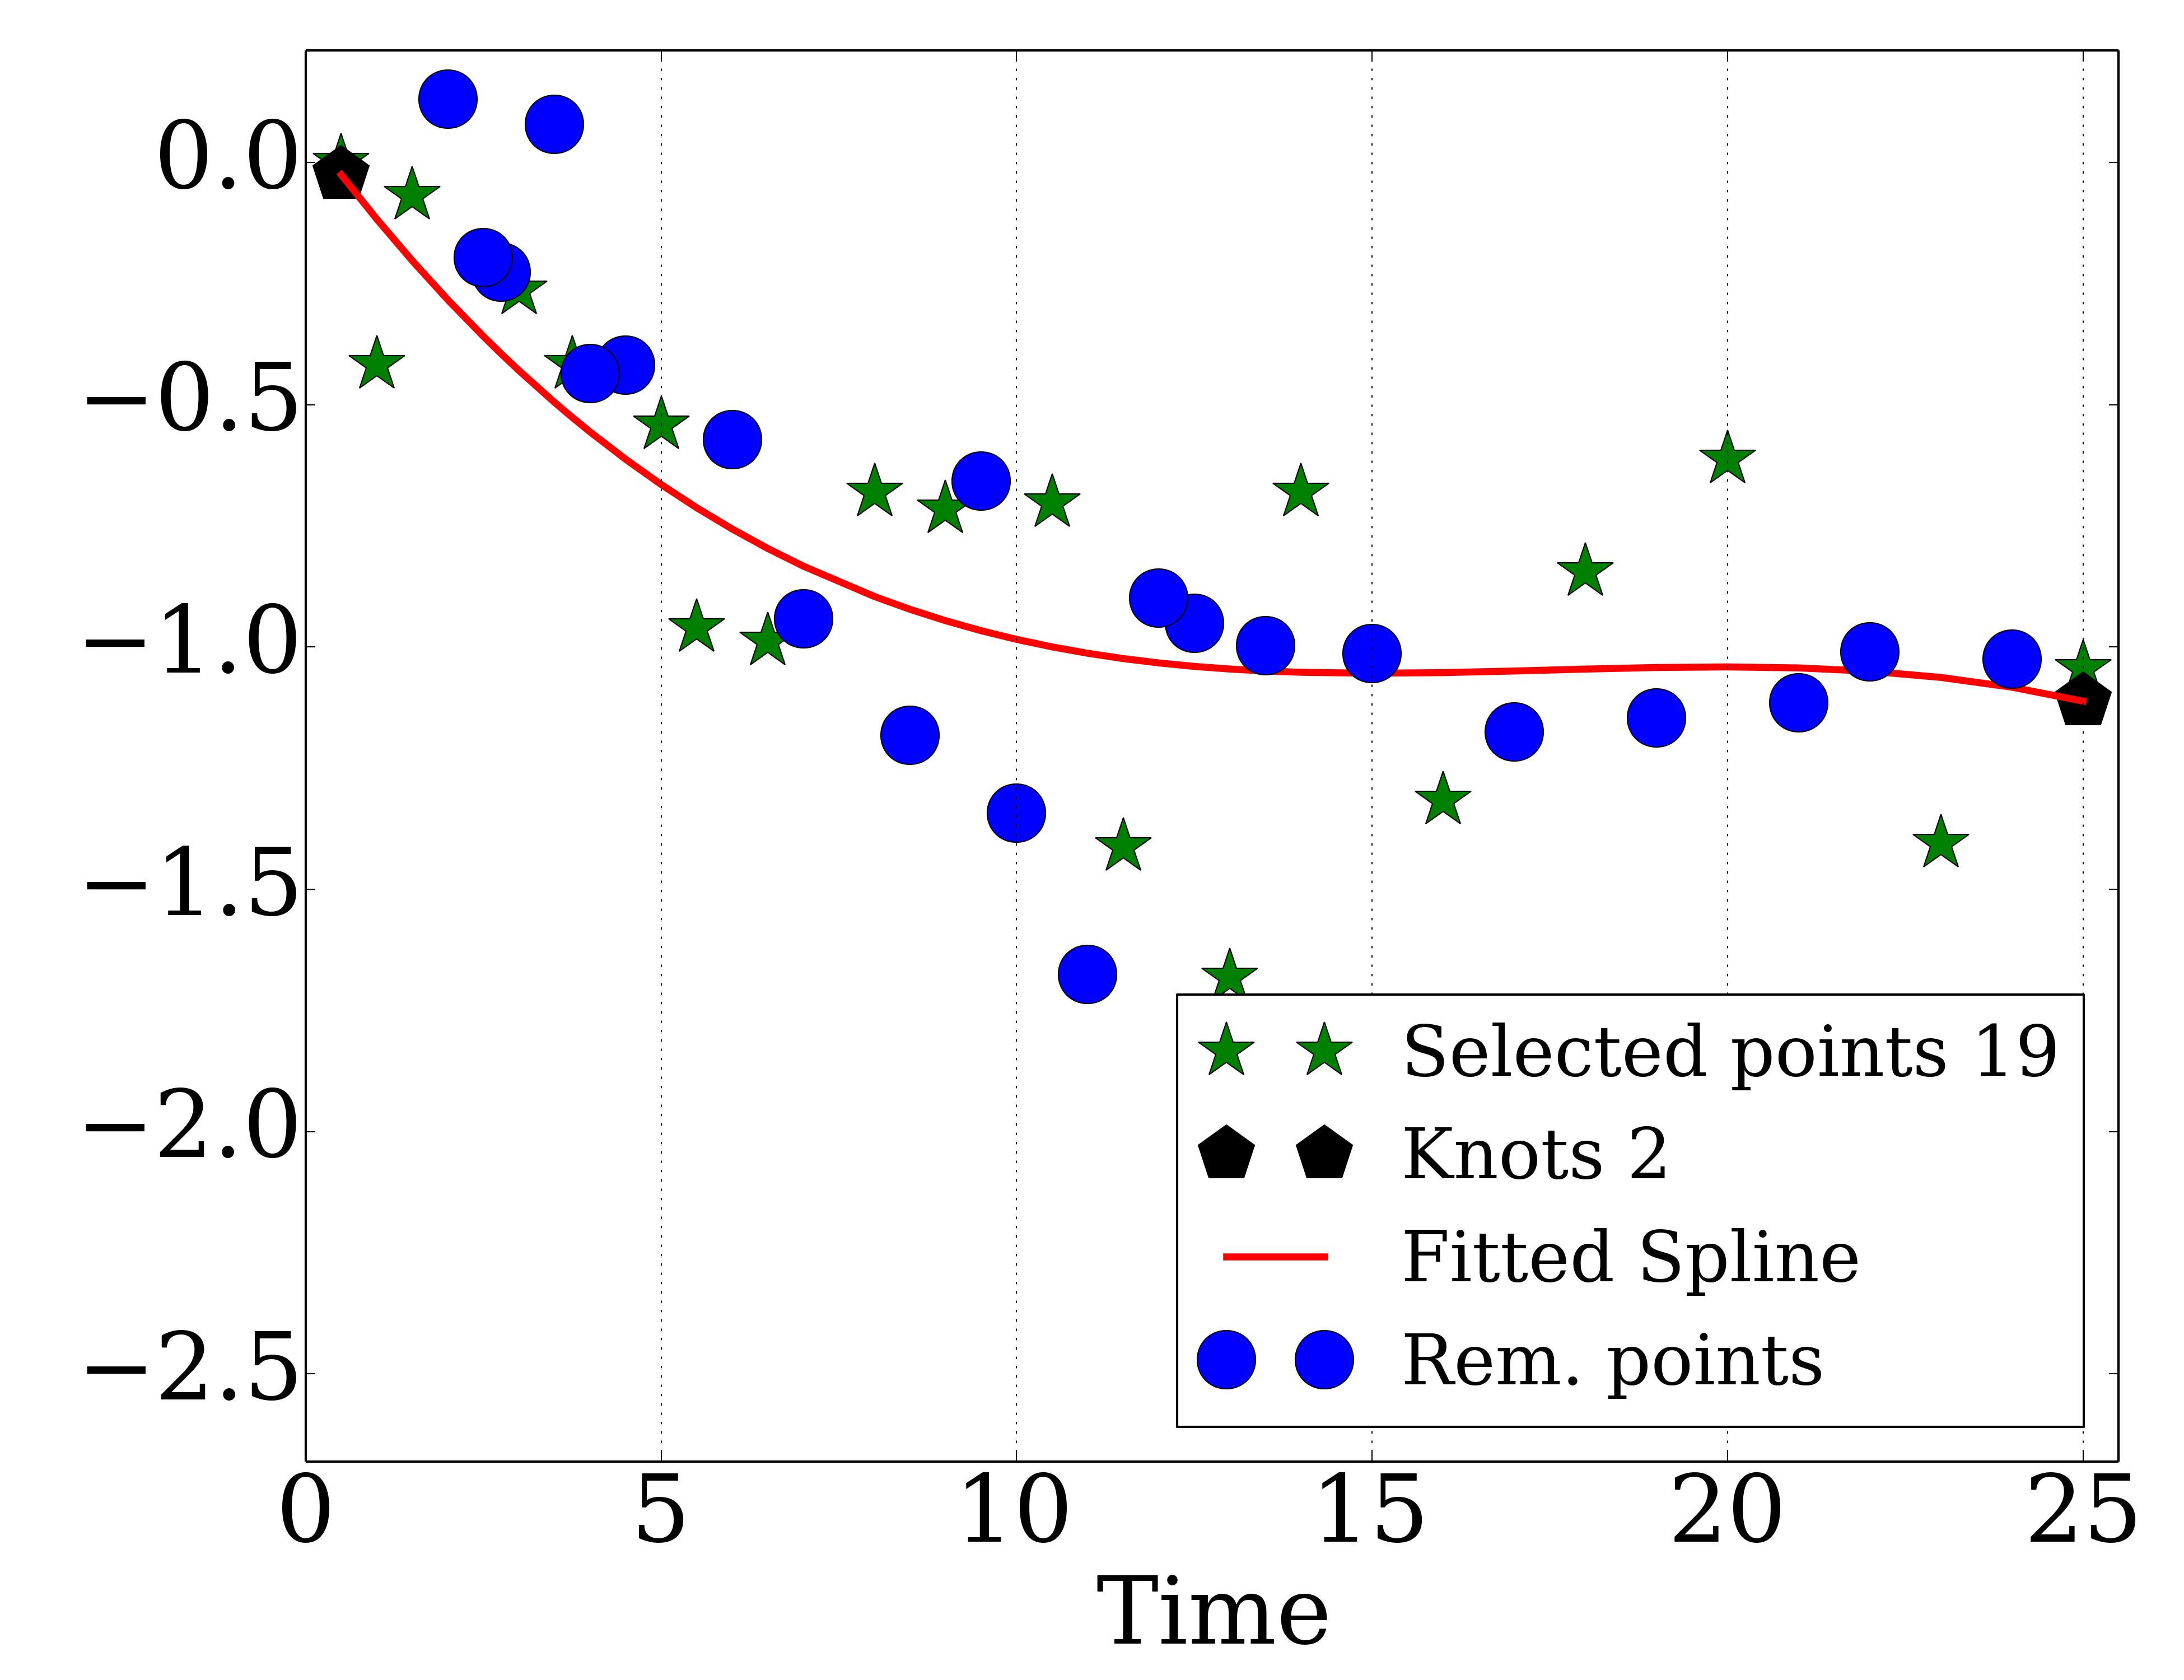 0.0
−0.5
−1.0
−1.5
−2.0
−2.5
0 5 10 15 20 25
Time
Selected points 19
Knots 2
Fitted Spline
Rem. points